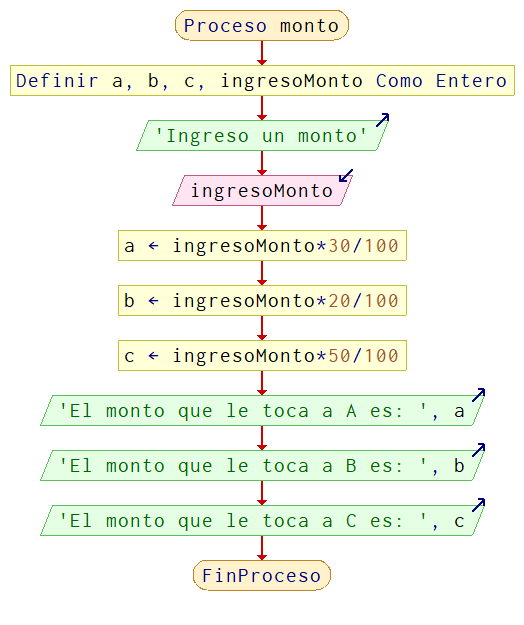 Proceso monto
Definir a, b, c, ingresoMonto Como Entero
'Ingreso un monto'
ingresoMonto
a ← ingresoMonto*30/100
b ← ingresoMonto*20/100
c ← ingresoMonto*50/100
'El monto que le toca a A es: ', a
'El monto que le toca a B es: ', b
'El monto que le toca a C es: ', c
FinProceso